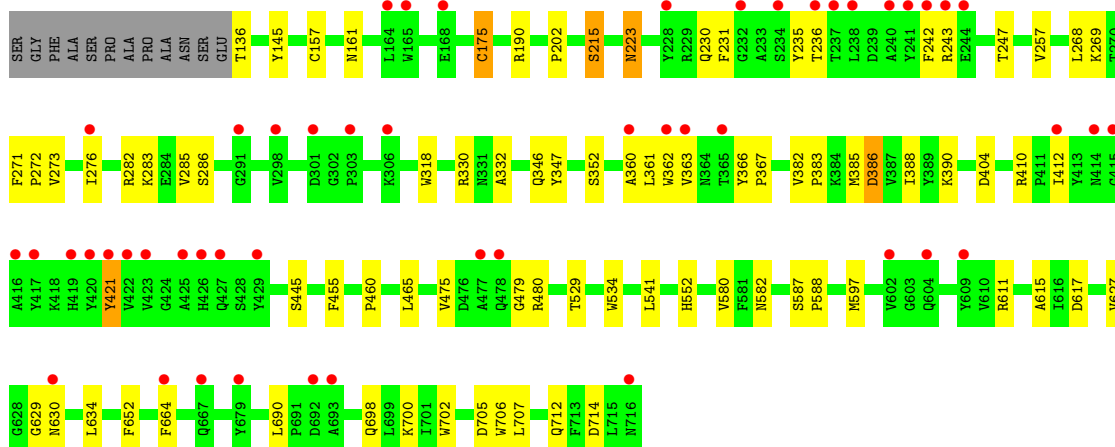 SER GLY PHE ALA SER PRO ALA PRO ALA ASN SER GLU T136 Y145 C157 N161 L164 W165 E168 C175 R190 P202 S215 N223 Y228 R229 Q230 F231 G232 A233 S234 Y235 T236 T237 L238 D239 A240 Y241 F242 R243 E244 T247 V257 L268 K269 T270
F271 P272 V273 I276 R282 K283 E284 V285 S286 G291 V298 D301 G302 P303 K306 W318 R330 N331 A332 Q346 Y347 S352 A360 L361 W362 V363 N364 T365 Y366 P367 V382 P383 K384 M385 D386 V387 I388 Y389 K390 D404 R410 P411 I412 Y413 N414 G415
A416 Y417 K418 H419 Y420 Y421 V422 V423 G424 A425 H426 Q427 S428 Y429 S445 F455 P460 L465 V475 D476 A477 Q478 G479 R480 T529 W534 L541 H552 V580 F581 N582 S587 P588 M597 V602 G603 Q604 Y609 V610 R611 A615 I616 D617 V627
G628 G629 N630 L634 F652 F664 Q667 Y679 L690 P691 D692 A693 Q698 L699 K700 I701 W702 D705 W706 L707 Q712 F713 D714 L715 N716